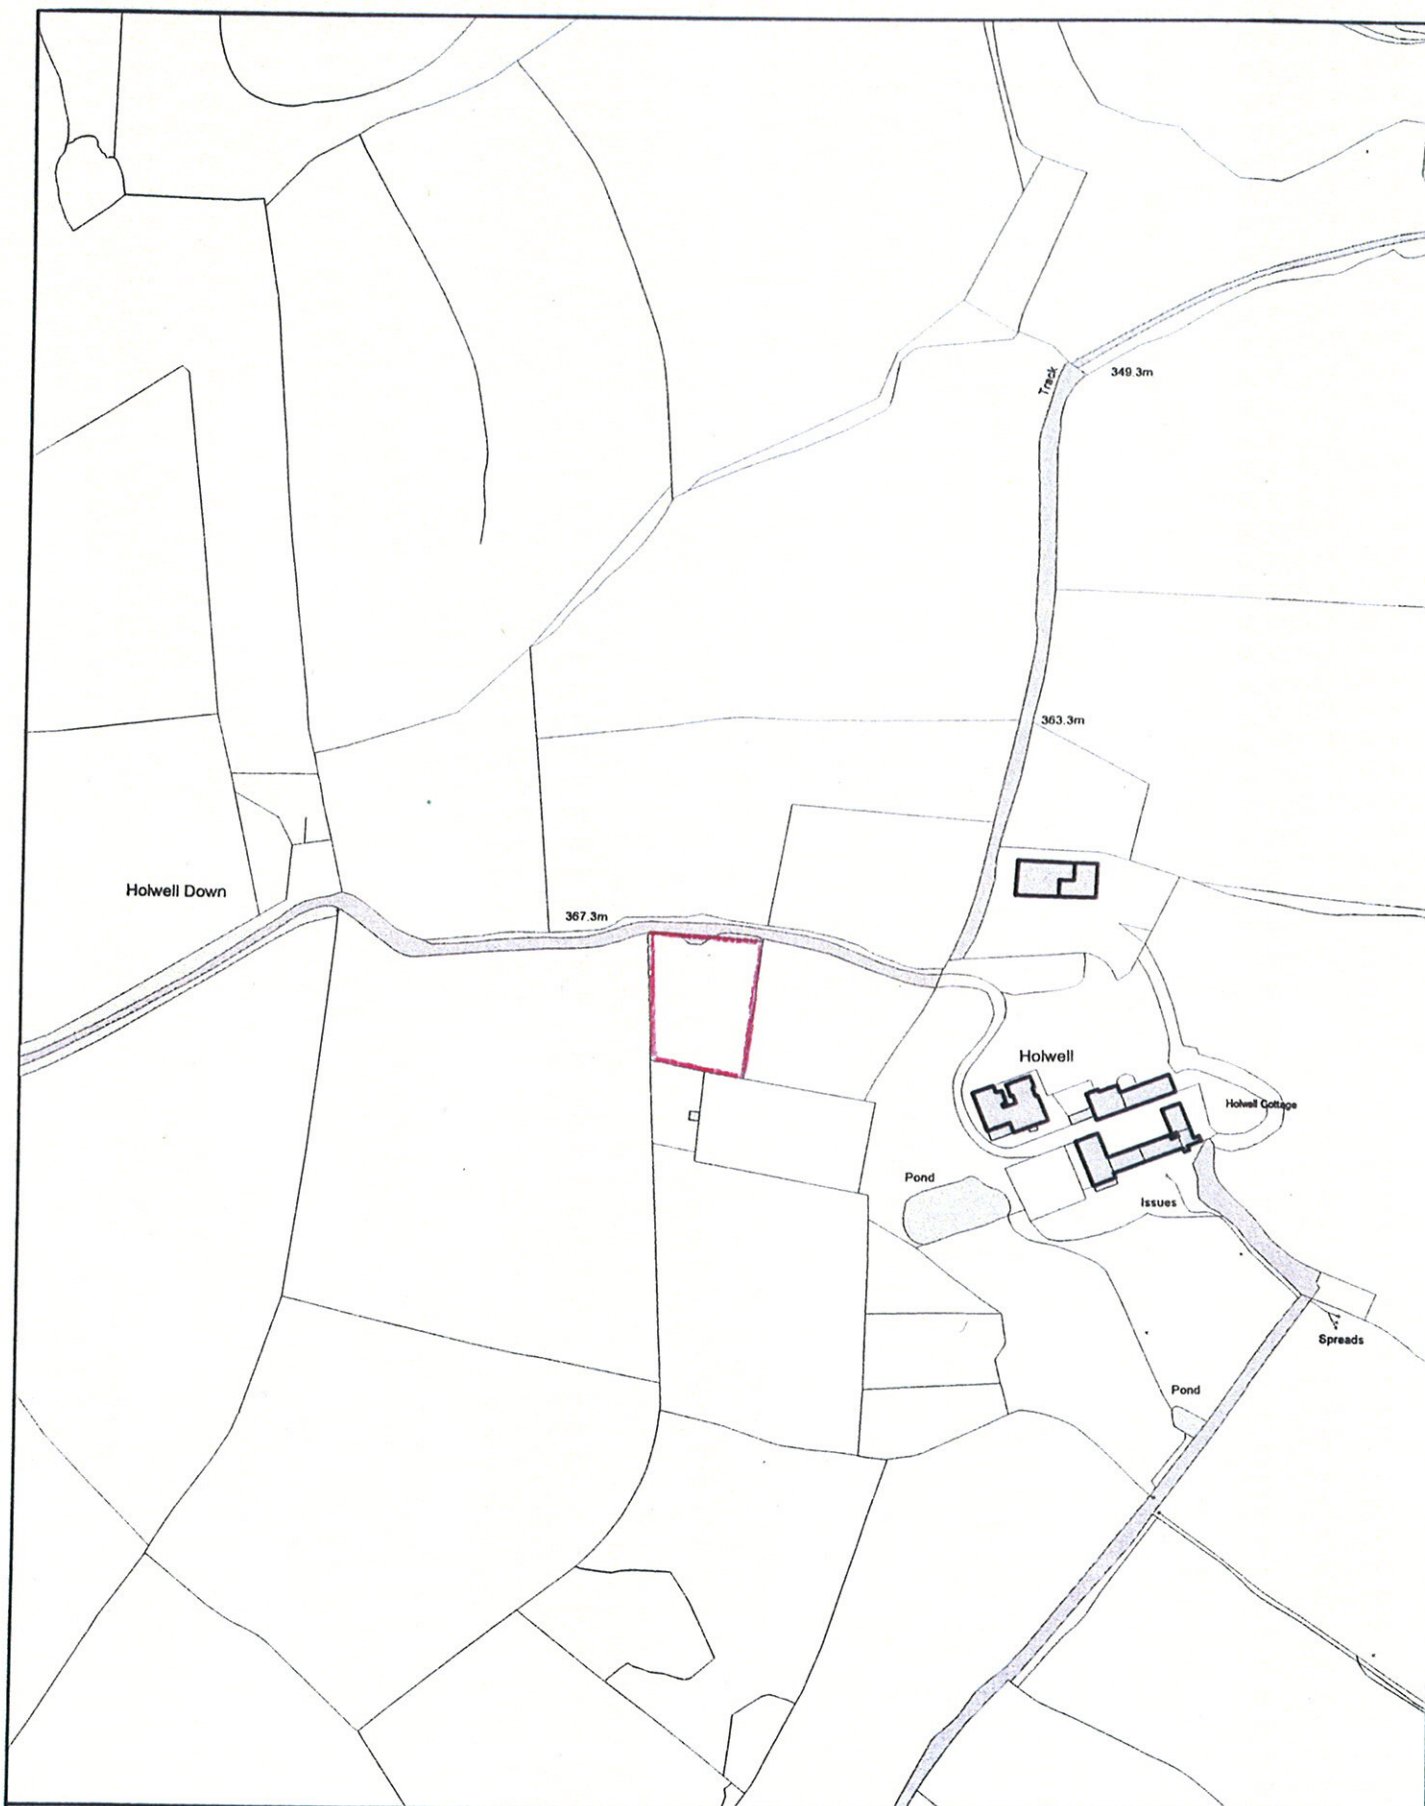 349.3m
Track
363.3m
Holwell Down
367.3m
Holwell
Holwell Cottage
Pond
Issues
Spreads
Pond